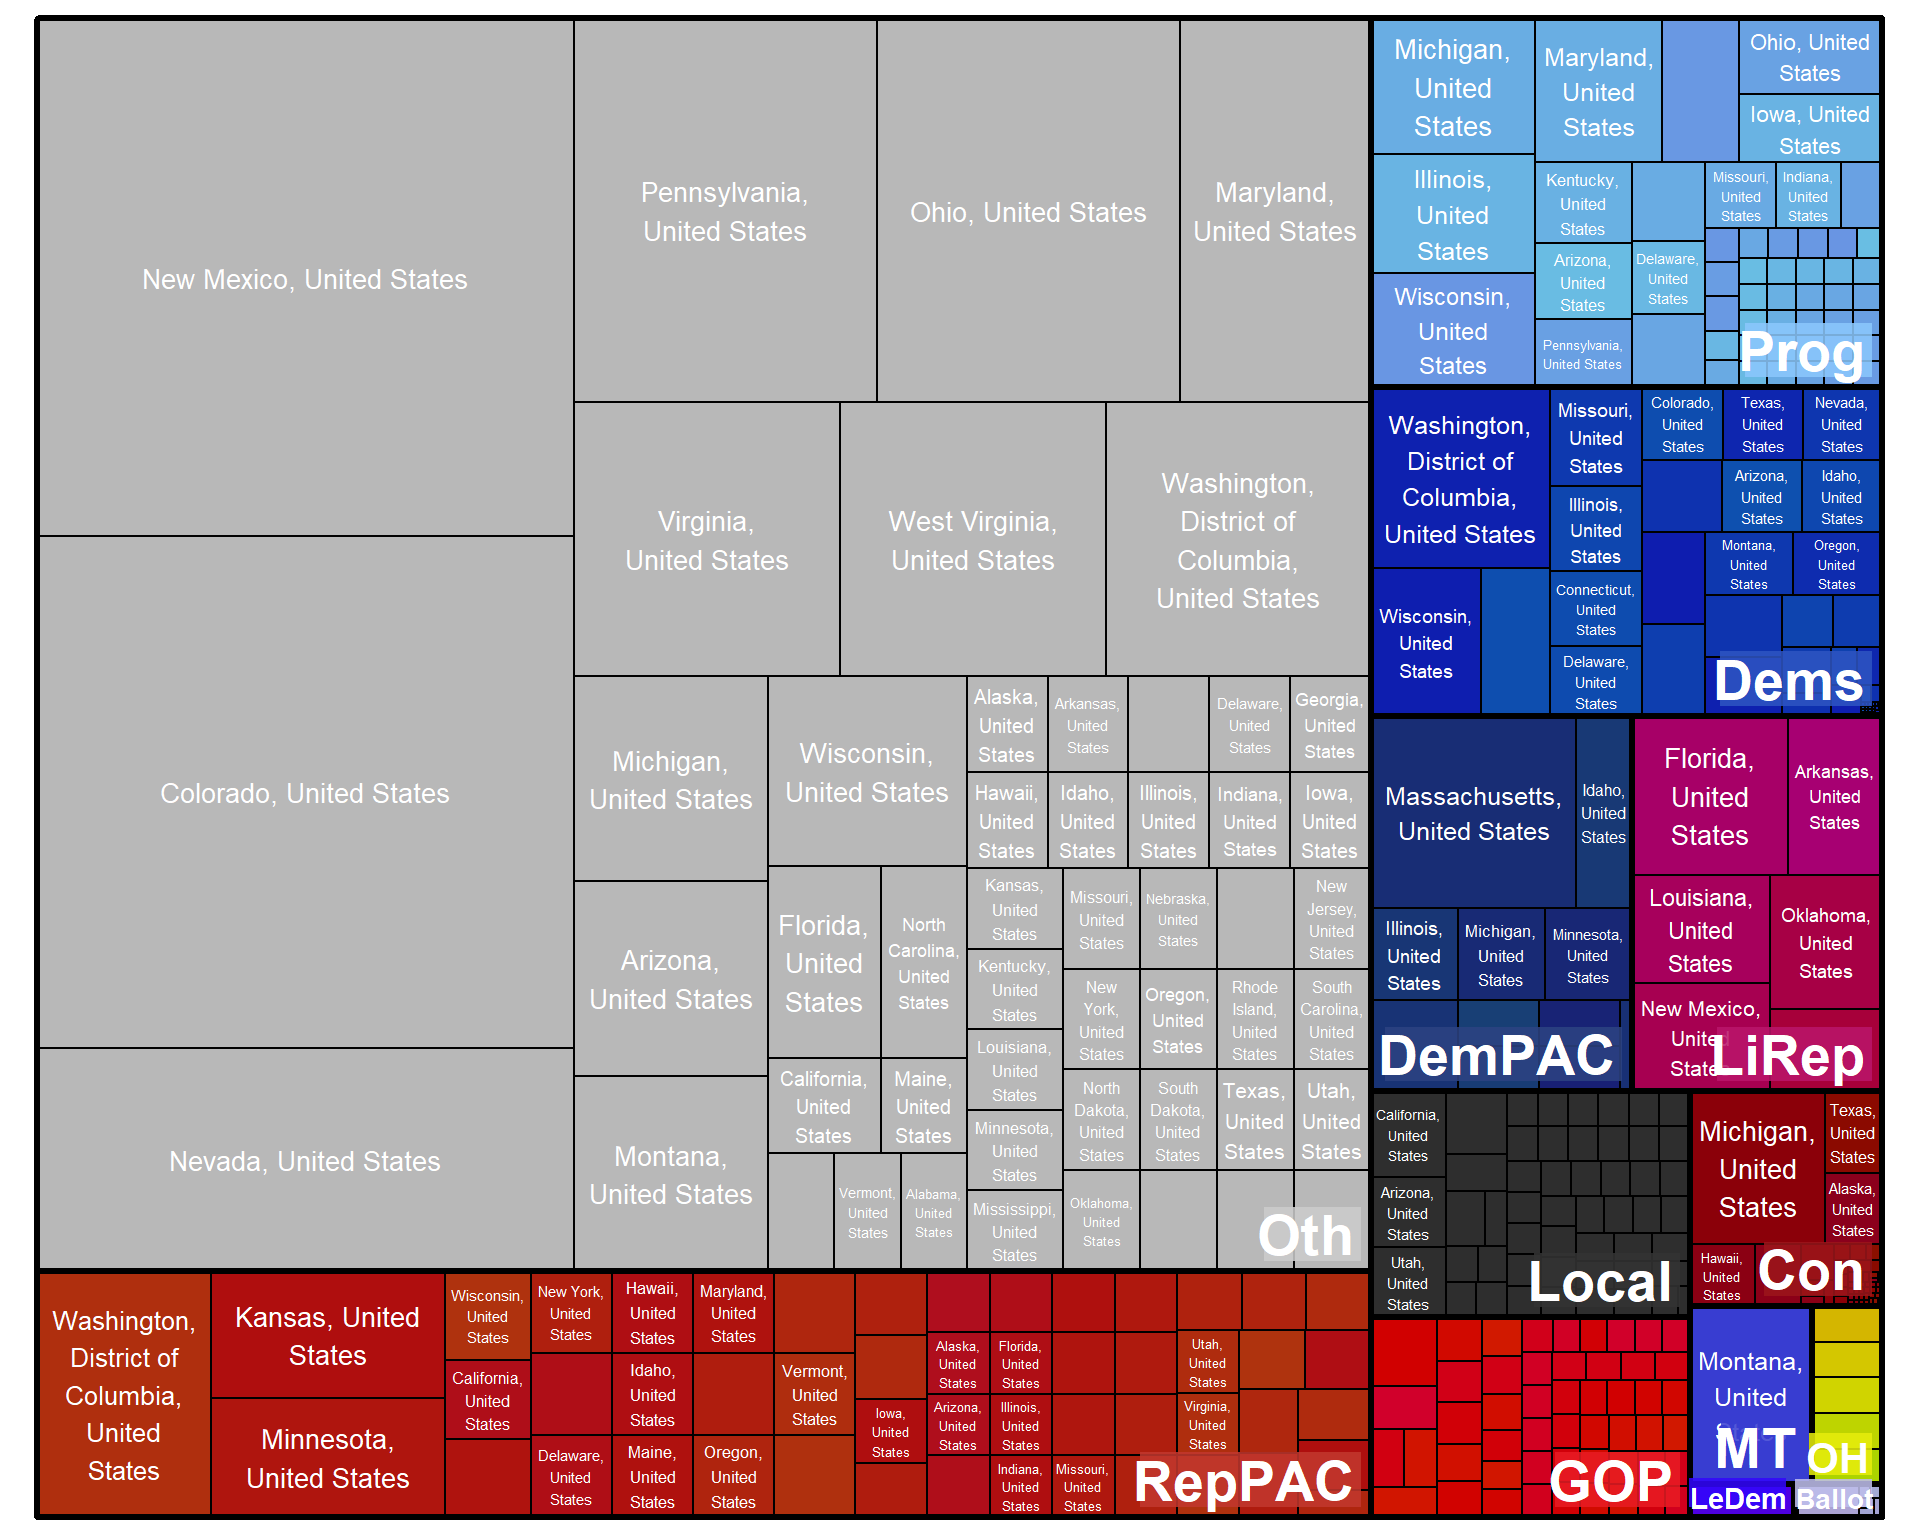 New Mexico, United States
Colorado, United States
Nevada, United States
Pennsylvania,
United States
Ohio, United States
Maryland,
United States
Virginia,
United States
West Virginia,
United States
Washington,
District of
Columbia,
United States
Michigan,
United States
Arizona,
United States
Montana,
United States
Wisconsin,
United States
Florida,
United
States
North
Carolina,
United
States
California,
United
States
Maine,
United
States
Vermont,
United
States
Alabama,
United
States
Alaska,
United
States
Arkansas,
United
States
Delaware,
United
States
Georgia,
United
States
Hawaii,
United
States
Idaho,
United
States
Illinois,
United
States
Indiana,
United
States
Iowa,
United
States
Kansas,
United
States
Kentucky,
United
States
Louisiana,
United
States
Minnesota,
United
States
Mississippi,
United
States
Missouri,
United
States
Nebraska,
United
States
New
Jersey,
United
States
New
York,
United
States
Oregon,
United
States
Rhode
Island,
United
States
South
Carolina,
United
States
North
Dakota,
United
States
South
Dakota,
United
States
Texas,
United
States
Utah,
United
States
Oklahoma,
United
States
Oth
Washington,
District of
Columbia,
United
States
Kansas, United
States
Minnesota,
United States
Wisconsin,
United
States
California,
United
States
New York,
United
States
Delaware,
United
States
Hawaii,
United
States
Idaho,
United
States
Maine,
United
States
Maryland,
United
States
Oregon,
United
States
Vermont,
United
States
Iowa,
United
States
Alaska,
United
States
Arizona,
United
States
Florida,
United
States
Illinois,
United
States
Indiana,
United
States
Missouri,
United
States
Utah,
United
States
Virginia,
United
States
RepPAC
Michigan,
United
States
Illinois,
United
States
Wisconsin,
United
States
Maryland,
United
States
Ohio, United
States
Iowa, United
States
Kentucky,
United
States
Arizona,
United
States
Pennsylvania,
United States
Delaware,
United
States
Missouri,
United
States
Indiana,
United
States
Prog
Washington,
District of
Columbia,
United States
Wisconsin,
United
States
Missouri,
United
States
Illinois,
United
States
Connecticut,
United
States
Delaware,
United
States
Colorado,
United
States
Texas,
United
States
Nevada,
United
States
Arizona,
United
States
Idaho,
United
States
Montana,
United
States
Oregon,
United
States
Dems
Massachusetts,
United States
Idaho,
United
States
Illinois,
United
States
Michigan,
United
States
Minnesota,
United
States
DemPAC
Florida,
United
States
Arkansas,
United
States
Louisiana,
United
States
Oklahoma,
United
States
New Mexico,
United
States
LiRep
California,
United
States
Arizona,
United
States
Utah,
United
States
Local
Michigan,
United
States
Texas,
United
States
Alaska,
United
States
Hawaii,
United
States
Con
GOP
Montana,
United
States
MT
OH
LeDem
Ballot